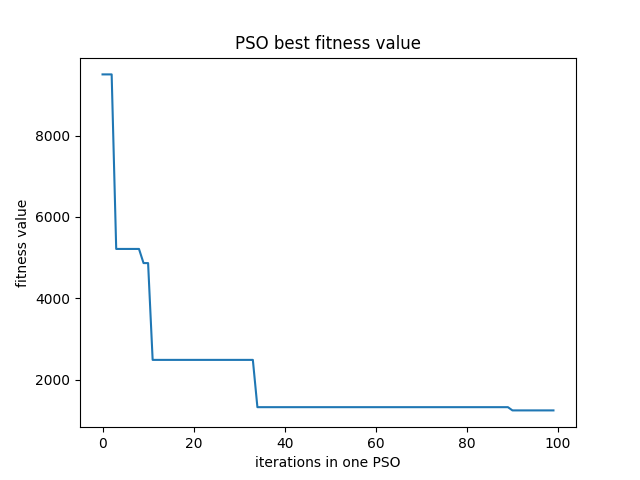 PSO best fitness value
fitness value
8000
6000
4000
2000
0 20 40 60 80 100
iterations in one PSO